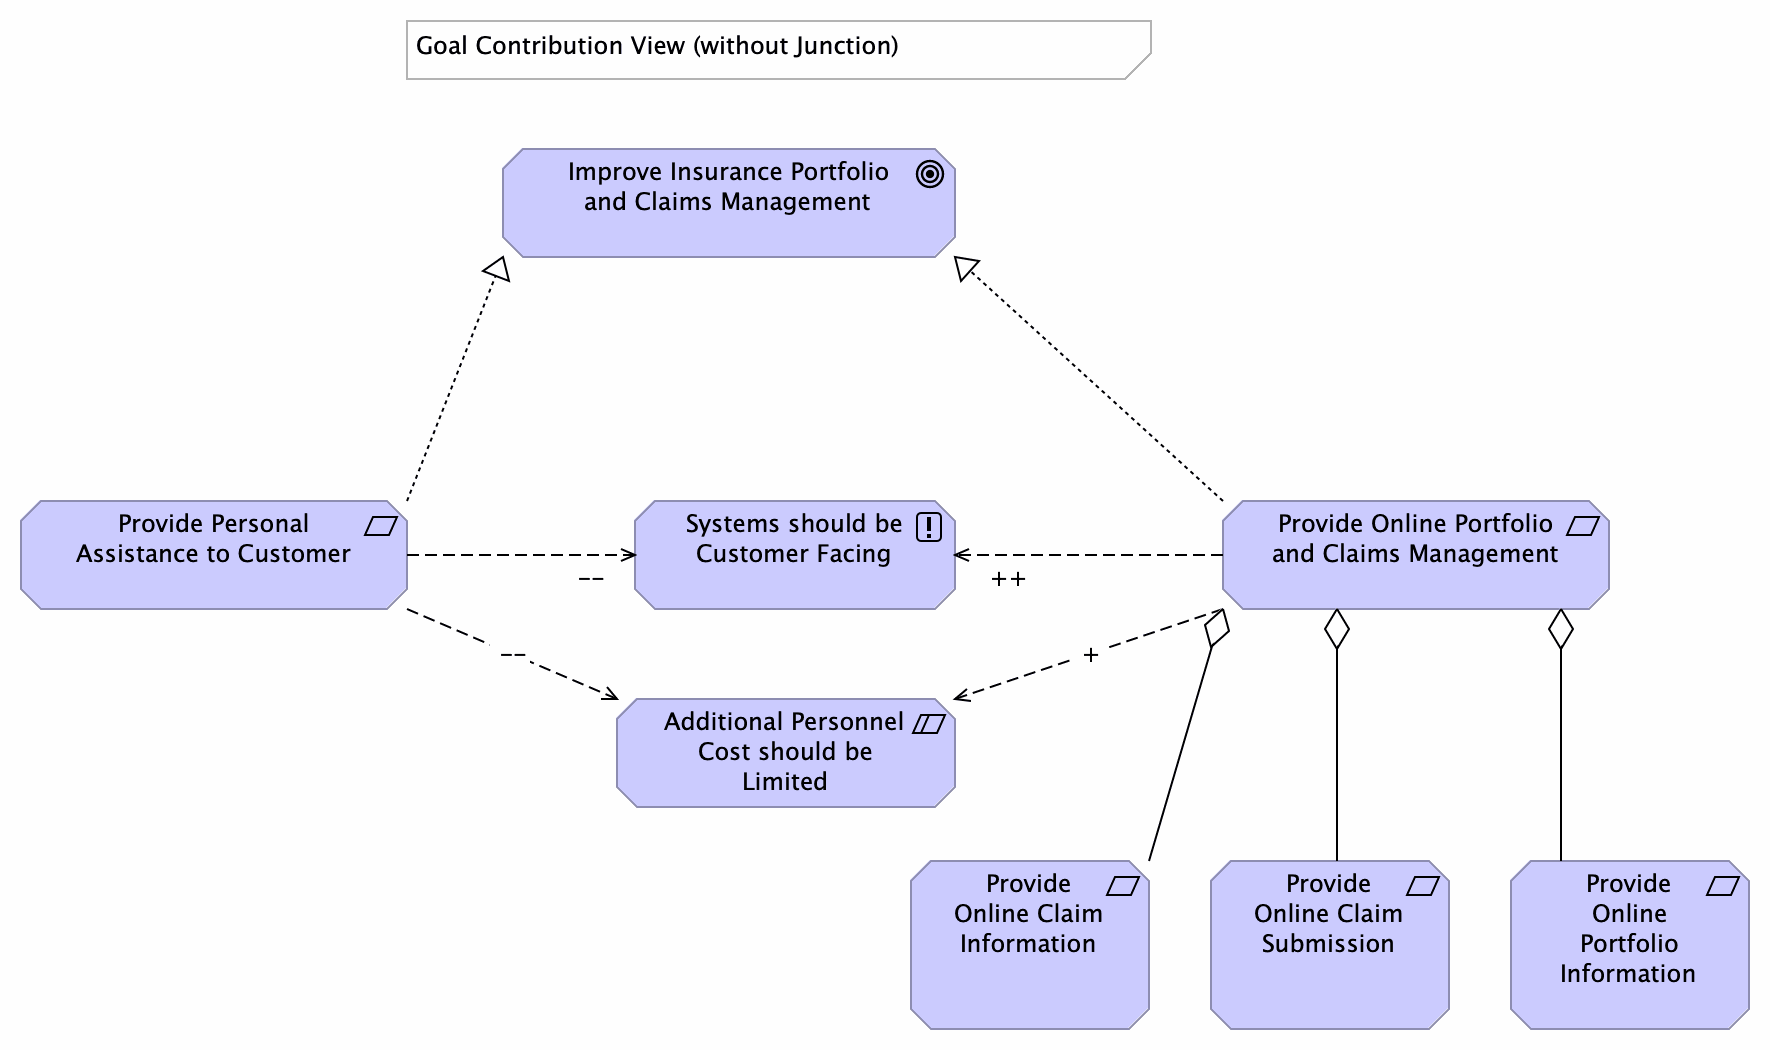 Goal Contribution View (without Junction)
Improve Insurance Portfolio
and Claims Management
Provide Personal
Assistance to Customer
Systems should be
Customer Facing
Provide Online Portfolio
and Claims Management
--
++
--
+
Additional Personnel
Cost should be
Limited
Provide
Online Claim
Information
Provide
Online Claim
Submission
Provide
Online
Portfolio
Information